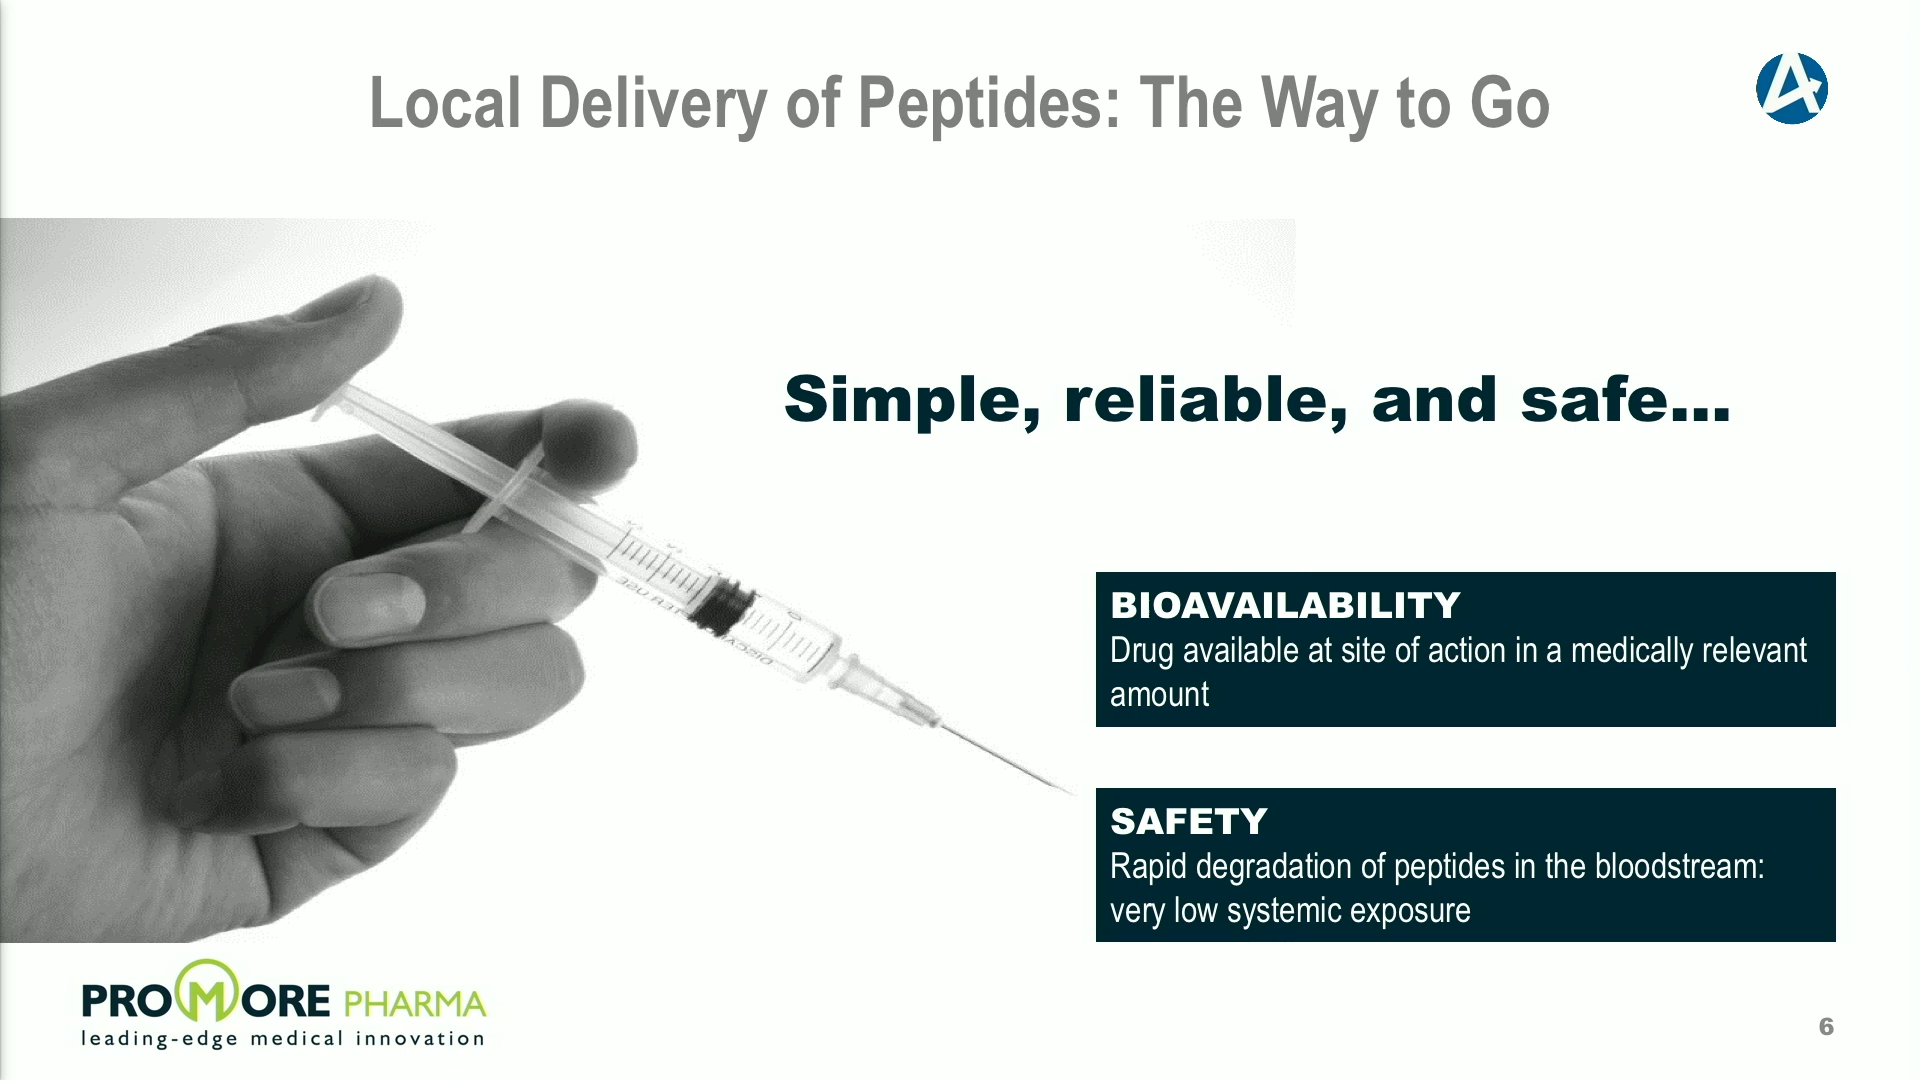 Local Delivery of Peptides: The Way to Go
Simple, reliable, and safe...
BIOAVAILABILITY
Drug available at site of action in a medically relevant
amount
SAFETY
Rapid degradation of peptides in the bloodstream:
very low systemic exposure
PROMORE PHARMA
leading-edge medical innovation
6